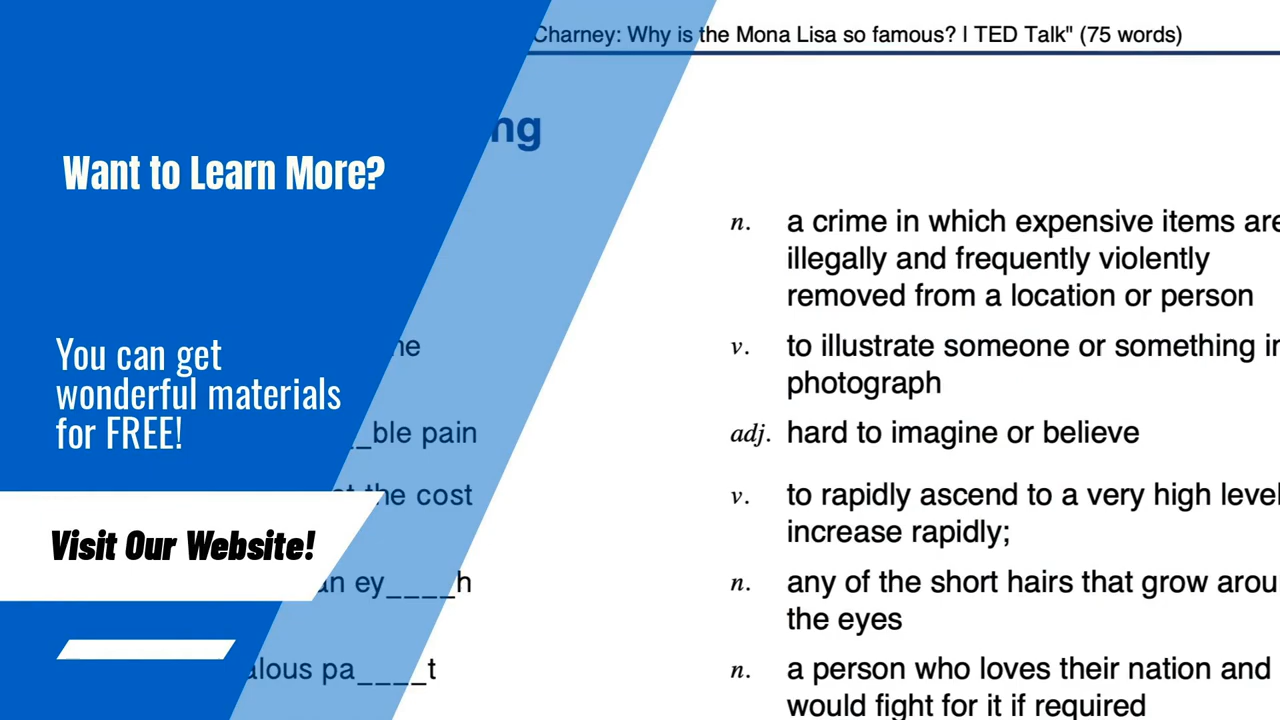 Charney: Why is the Mona Lisa so famous? | TED Talk" (75 words)
ng
Want to Learn More?
You can get
wonderful materials
for FREE!
Visit Our Website!
n. a crime in which expensive items are
illegally and frequently violently
removed from a location or person
he
v. to illustrate someone or something in
photograph
_ble pain
adj. hard to imagine or believe
the cost
v. to rapidly ascend to a very high level
increase rapidly;
an ey____h
n. any of the short hairs that grow arou
the eyes
alous pa____t
n. a person who loves their nation and
would fight for it if required